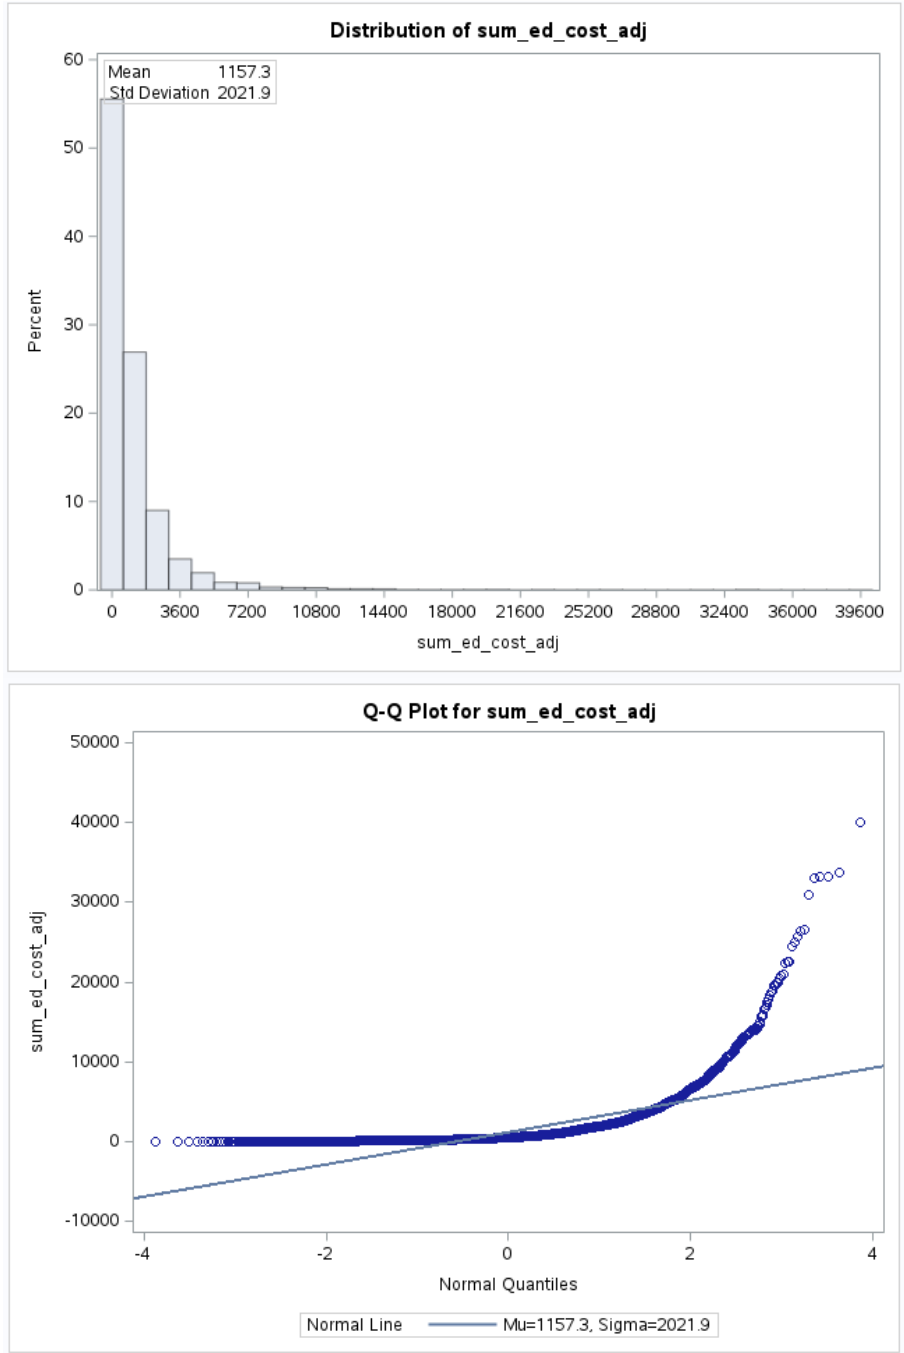 Distribution of sum_ed_cost_adj
Mean 1157.3
Std Deviation 2021.9
60
50
40
30
20
10
0
Percent
0 3600 7200 10800 14400 18000 21600 25200 28800 32400 36000 39600
sum_ed_cost_adj
Q-Q Plot for sum_ed_cost_adj
50000
40000
30000
20000
10000
0
-10000
sum_ed_cost_adj
-4 -2 0 2 4
Normal Quantiles
Normal Line Mu=1157.3, Sigma=2021.9